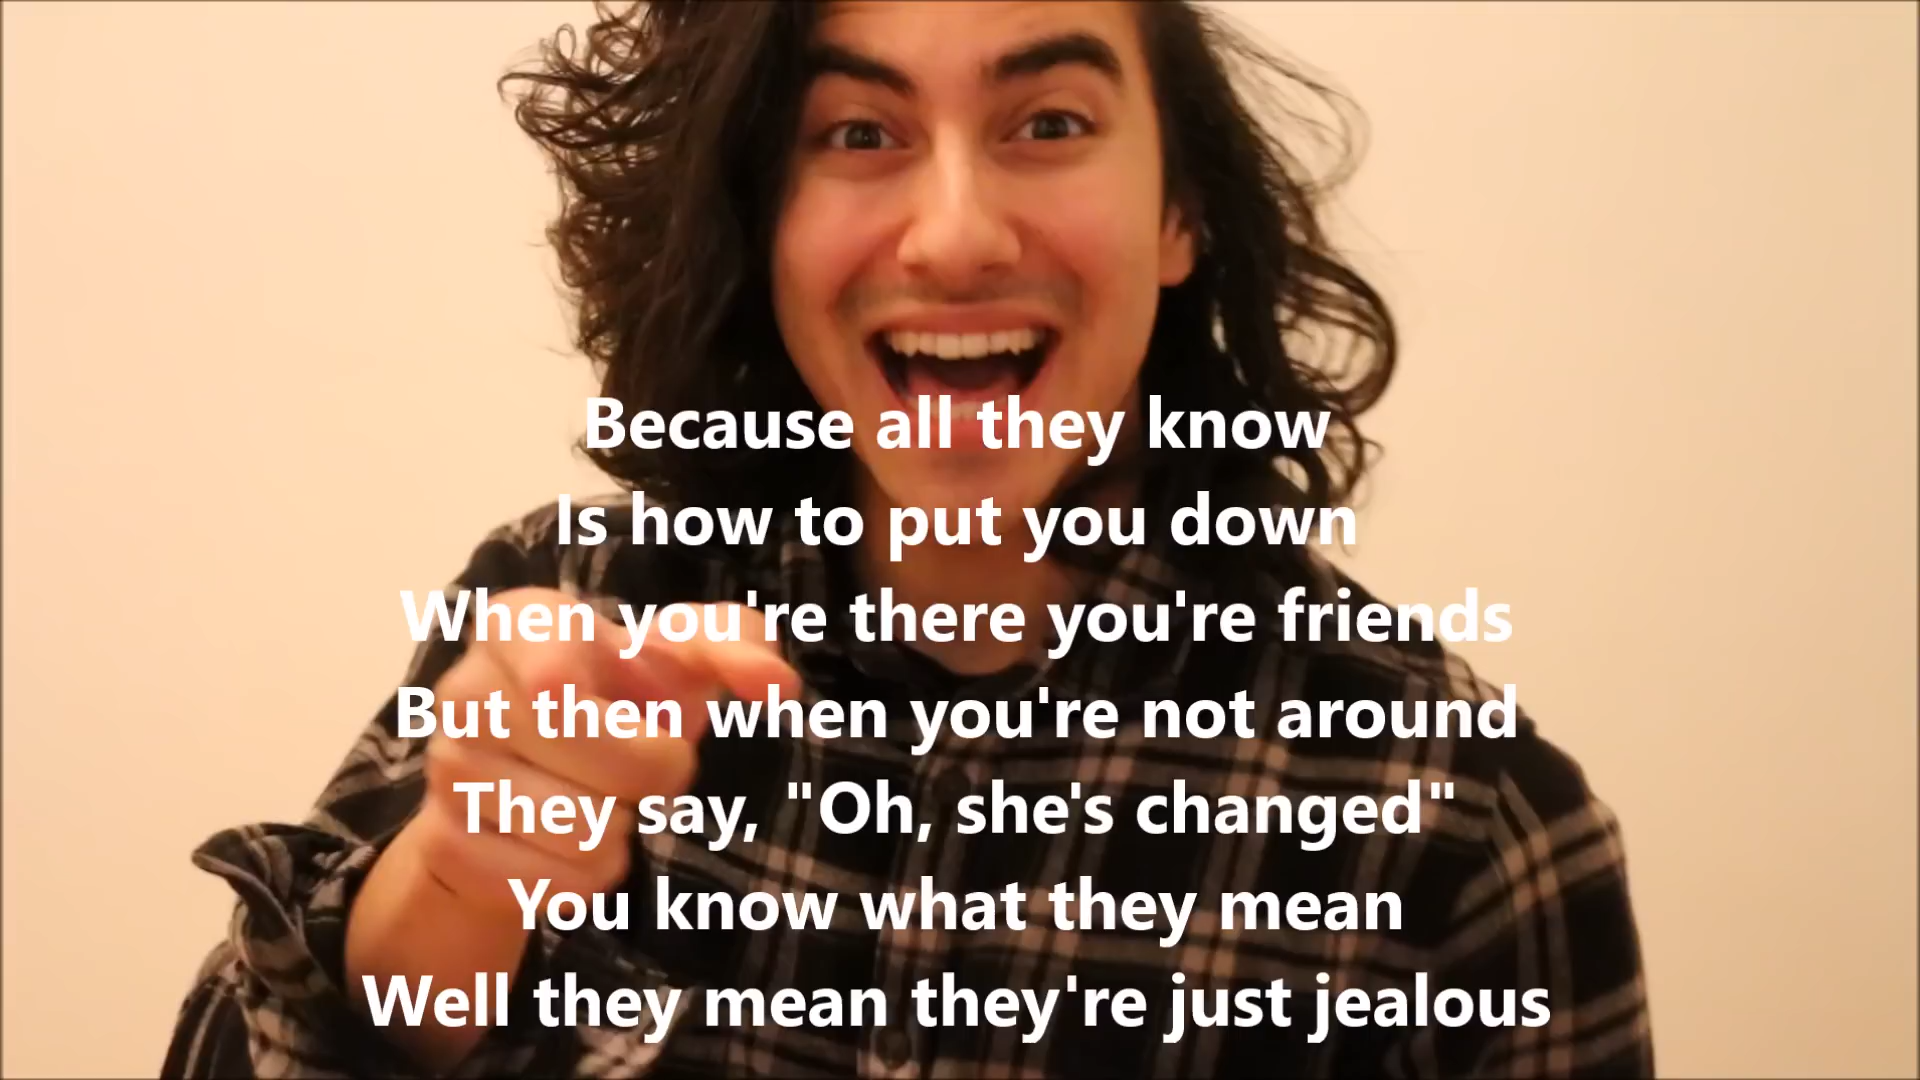 Because all they know
Is how to put you down
When you're there you're friends
But then when you're not around
They say, "Oh, she's changed"
You know what they mean
Well they mean they're just jealous